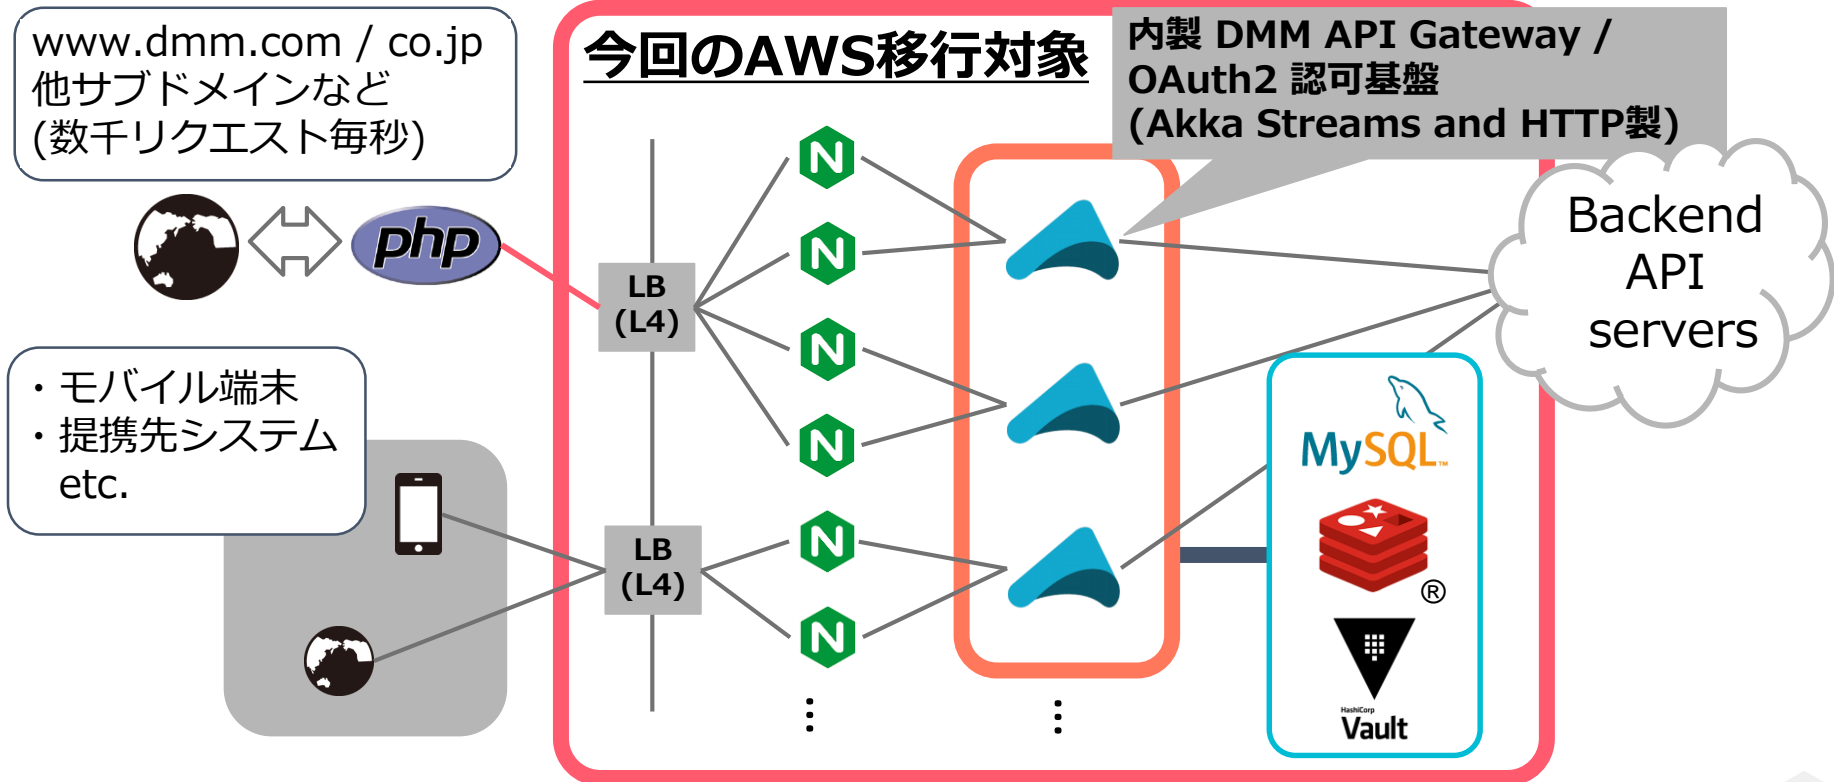 www.dmm.com / co.jp
他サブドメインなど
(数千リクエスト毎秒)
今回のAWS移行対象
内製 DMM API Gateway /
OAuth2 認可基盤
(Akka Streams and HTTP製)
php
LB
(L4)
N
N
N
N
N
N
Backend
API
servers
・モバイル端末
・提携先システム
etc.
LB
(L4)
MySQL™
®
HashiCorp
Vault
⋮
⋮